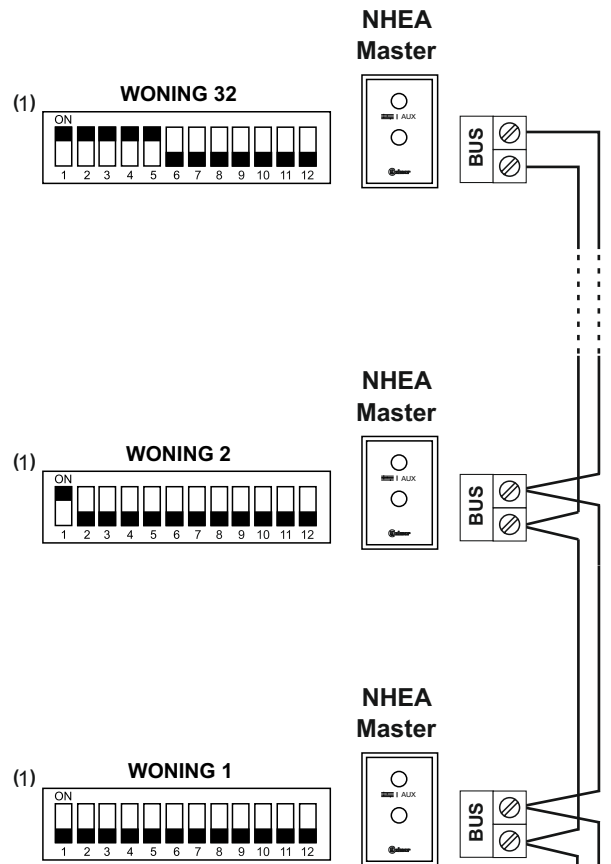 NHEA
Master
(1) WONING 32
ON
1 2 3 4 5 6 7 8 9 10 11 12
I AUX
BUS
NHEA
Master
(1) WONING 2
ON
1 2 3 4 5 6 7 8 9 10 11 12
I AUX
BUS
NHEA
Master
(1) WONING 1
ON
1 2 3 4 5 6 7 8 9 10 11 12
I AUX
BUS